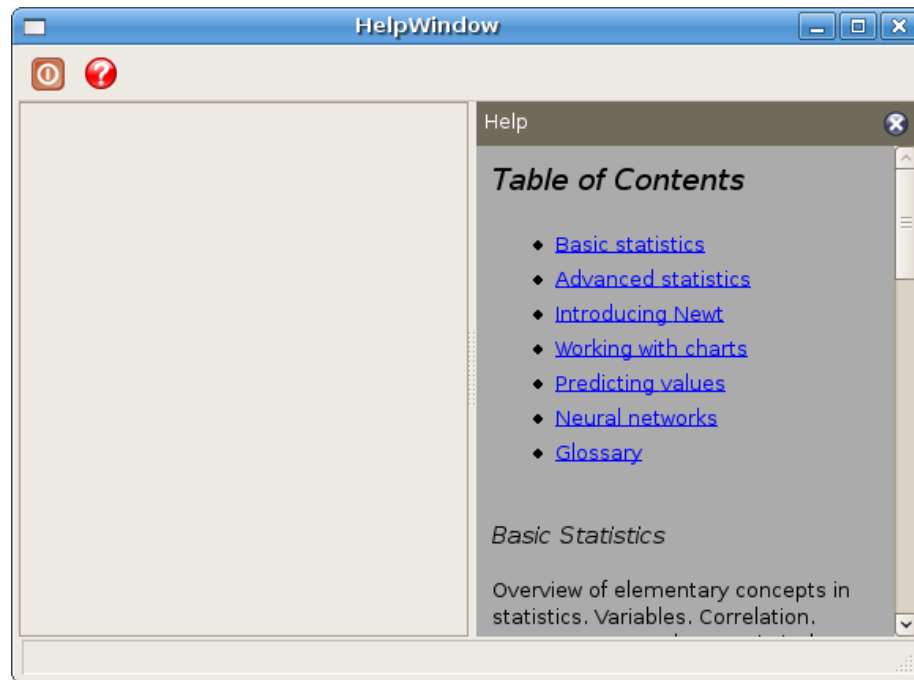 HelpWindow
Help
Table of Contents
Basic statistics
Advanced statistics
Introducing Newt
Working with charts
Predicting values
Neural networks
Glossary
Basic Statistics
Overview of elementary concepts in
statistics. Variables. Correlation.